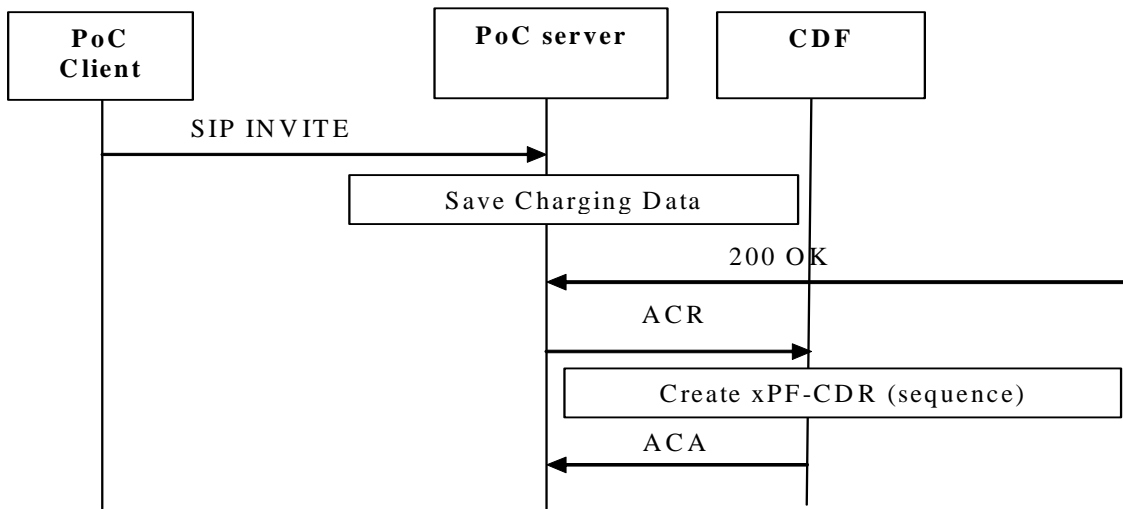 PoC
Client
PoC server
CDF
SIP INVITE
Save Charging Data
200 OK
ACR
Create xPF-CDR (sequence)
ACA